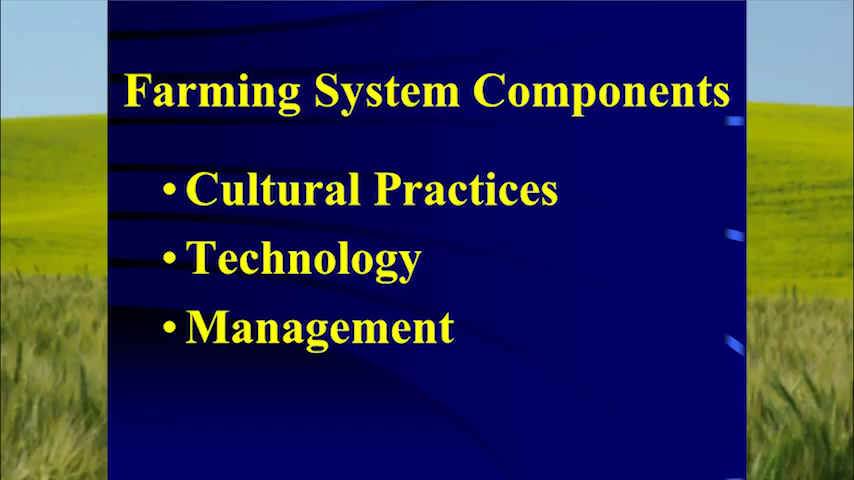 Farming System Components
• Cultural Practices
• Technology
• Management